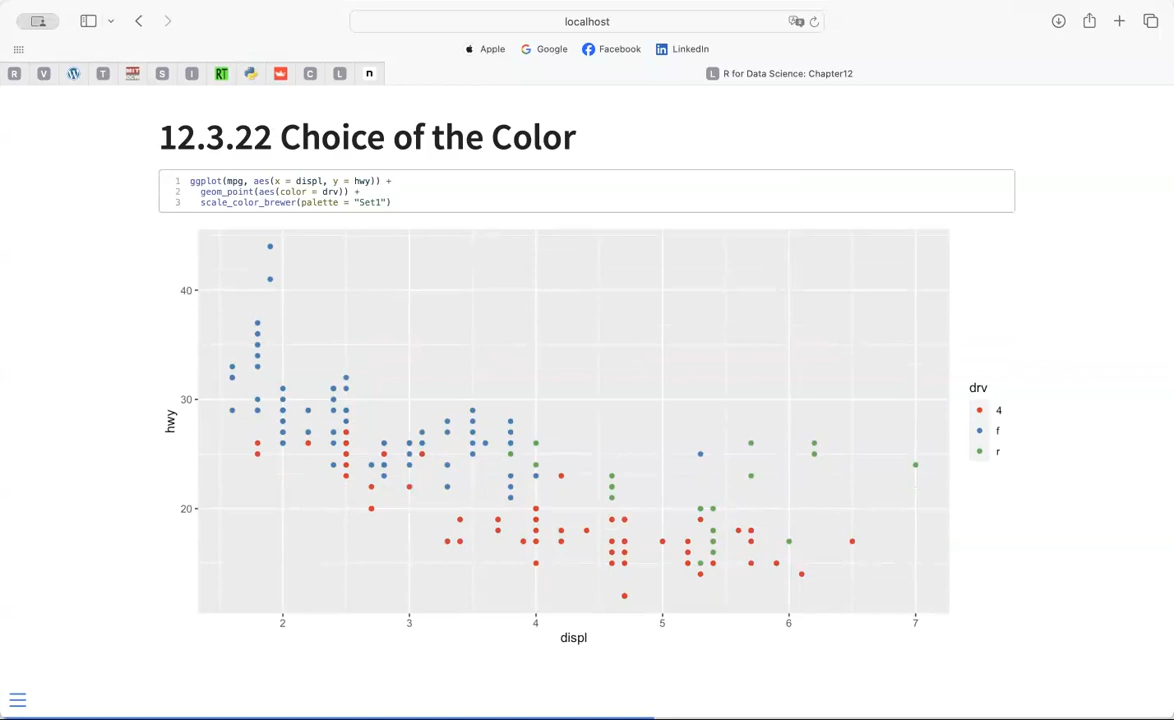 localhost
Apple Google Facebook LinkedIn
R V T S I RT C L n L R for Data Science: Chapter12
12.3.22 Choice of the Color
1 ggplot(mpg, aes(x = displ, y = hwy)) +
2 geom_point(aes(color = drv)) +
3 scale_color_brewer(palette = "Set1")
40
30
20
hwy
2 3 4 5 6 7
displ
drv
4
f
r